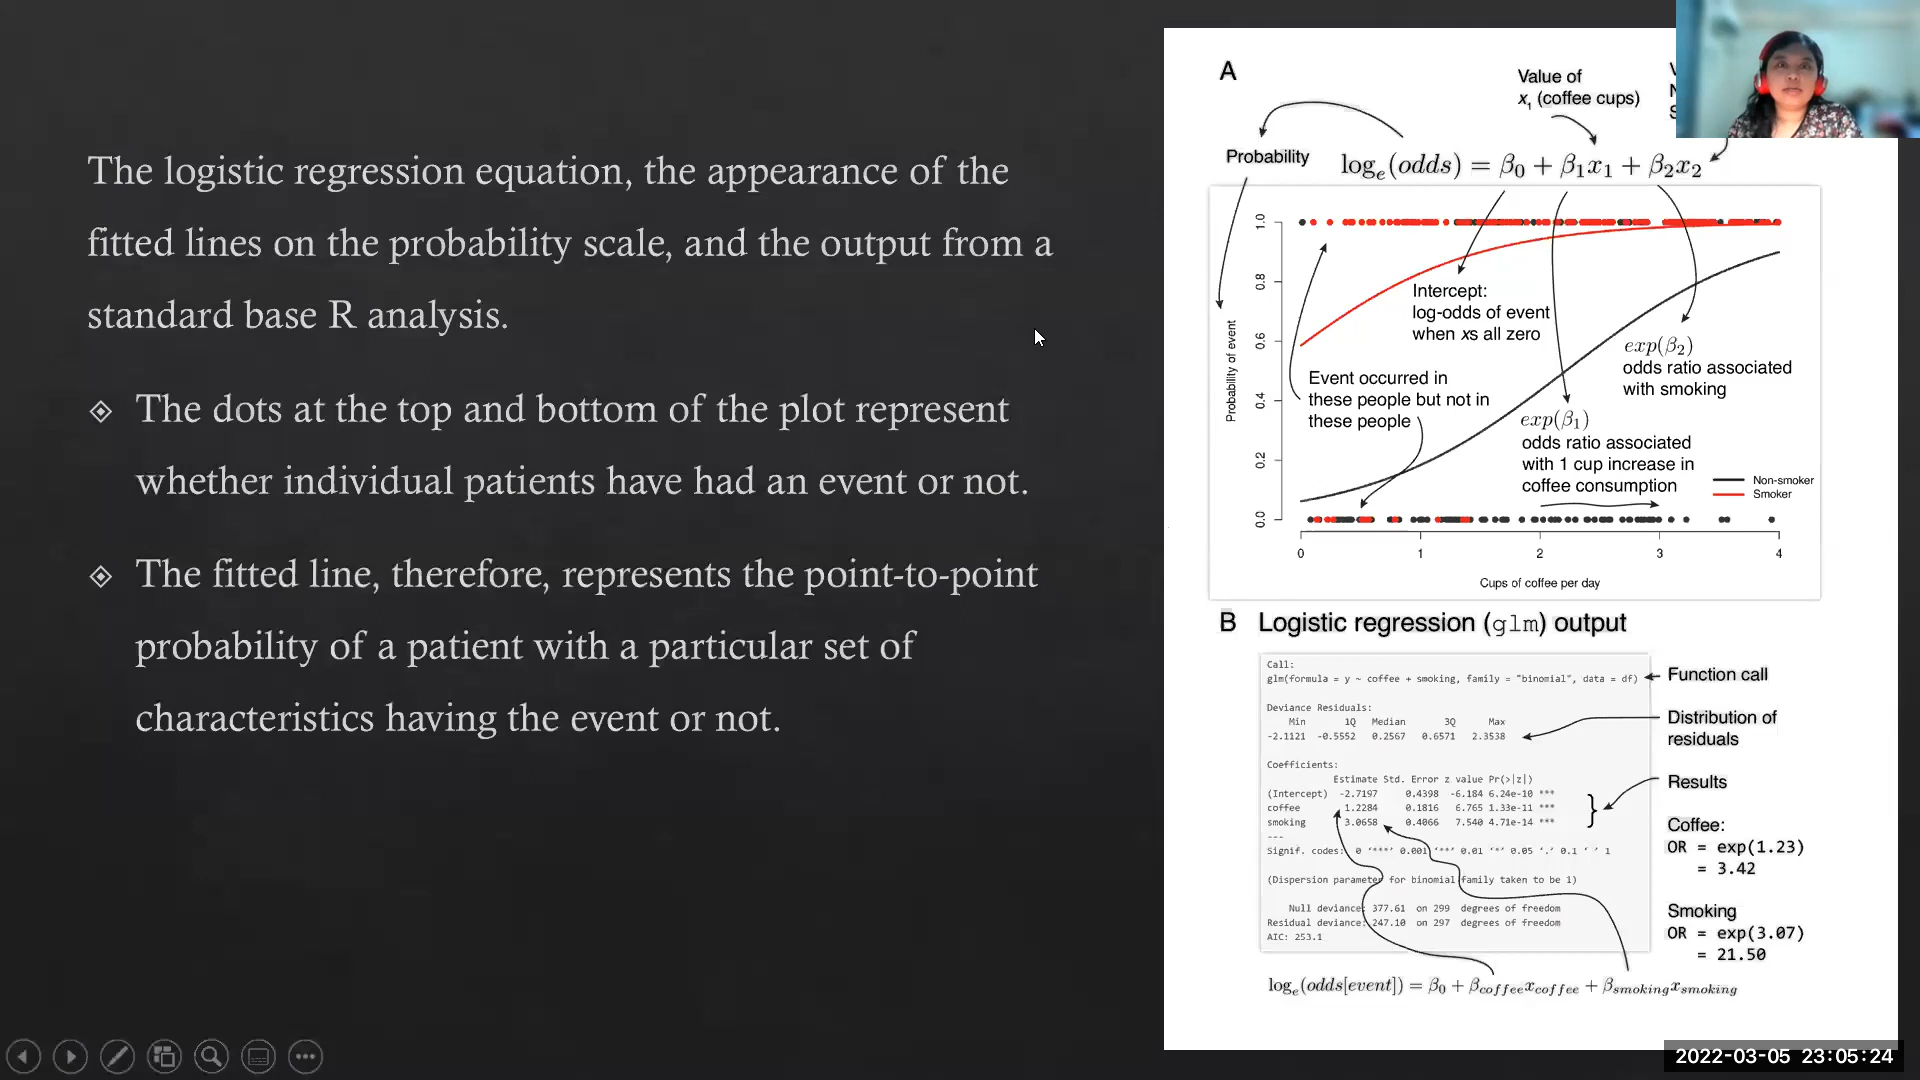 The logistic regression equation, the appearance of the
fitted lines on the probability scale, and the output from a
standard base R analysis.
The dots at the top and bottom of the plot represent
whether individual patients have had an event or not.
The fitted line, therefore, represents the point-to-point
probability of a patient with a particular set of
characteristics having the event or not.
A
Value of
x₁ (coffee cups)
V
N
S
Probability
logₑ(odds) = β₀ + β₁x₁ + β₂x₂
1.0
0.8
0.6
0.4
0.2
0.0
Probability of event
Intercept:
log-odds of event
when xs all zero
exp(β₂)
odds ratio associated
with smoking
Event occurred in
these people but not in
these people
exp(β₁)
odds ratio associated
with 1 cup increase in
coffee consumption
Non-smoker
Smoker
0 1 2 3 4
Cups of coffee per day
B Logistic regression (glm) output
Call:
glm(formula = y ~ coffee + smoking, family = "binomial", data = df)
Deviance Residuals:
Min 1Q Median 3Q Max
-2.1121 -0.5552 0.2567 0.6571 2.3538
Coefficients:
Estimate Std. Error z value Pr(>|z|)
(Intercept) -2.7197 0.4398 -6.184 6.24e-10 ***
coffee 1.2284 0.1816 6.765 1.33e-11 ***
smoking 3.0658 0.4066 7.540 4.71e-14 ***
---
Signif. codes: 0 '***' 0.001 '**' 0.01 '*' 0.05 '.' 0.1 ' ' 1
(Dispersion parameter for binomial family taken to be 1)
Null deviance: 377.61 on 299 degrees of freedom
Residual deviance: 247.10 on 297 degrees of freedom
AIC: 253.1
Function call
Distribution of
residuals
Results
Coffee:
OR = exp(1.23)
= 3.42
Smoking
OR = exp(3.07)
= 21.50
logₑ(odds[event]) = β₀ + β_coffee x_coffee + β_smoking x_smoking
2022-03-05 23:05:24